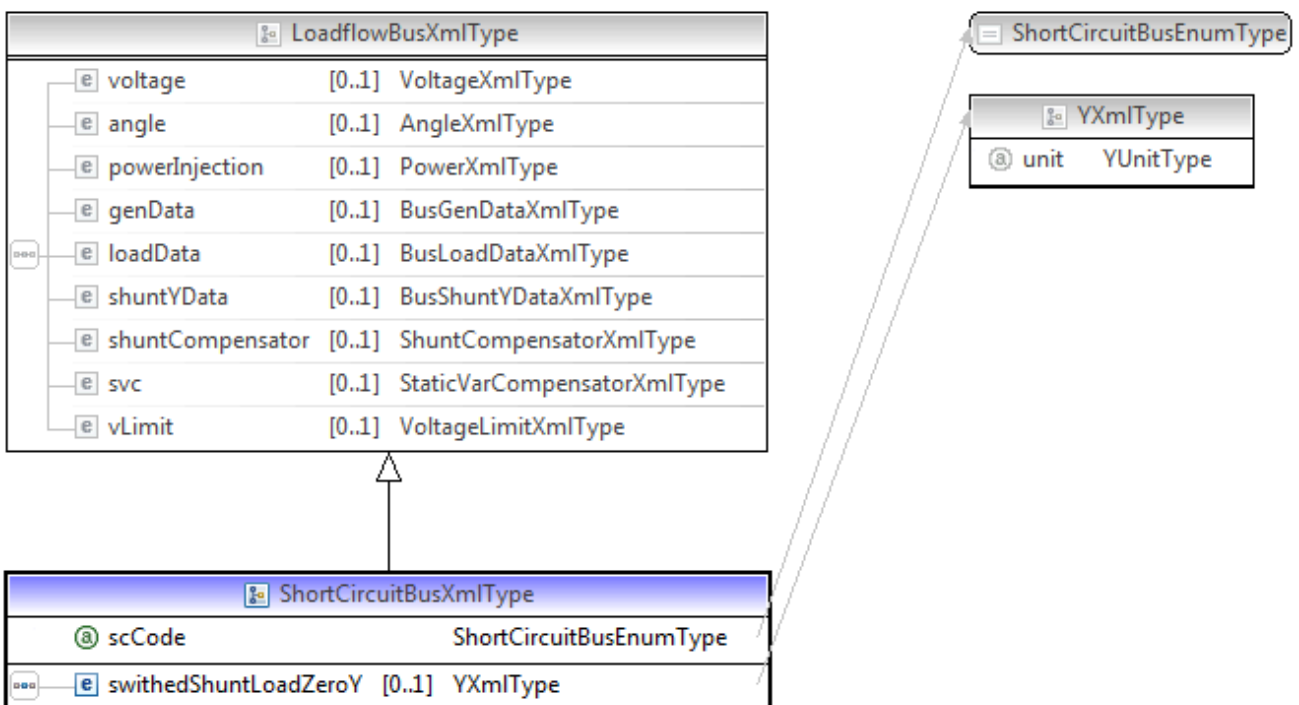 LoadflowBusXmlType
e voltage [0..1] VoltageXmlType
e angle [0..1] AngleXmlType
e powerInjection [0..1] PowerXmlType
e genData [0..1] BusGenDataXmlType
e loadData [0..1] BusLoadDataXmlType
e shuntYData [0..1] BusShuntYDataXmlType
e shuntCompensator [0..1] ShuntCompensatorXmlType
e svc [0..1] StaticVarCompensatorXmlType
e vLimit [0..1] VoltageLimitXmlType
ShortCircuitBusEnumType
YXmlType
a unit YUnitType
ShortCircuitBusXmlType
a scCode ShortCircuitBusEnumType
e swithedShuntLoadZeroY [0..1] YXmlType